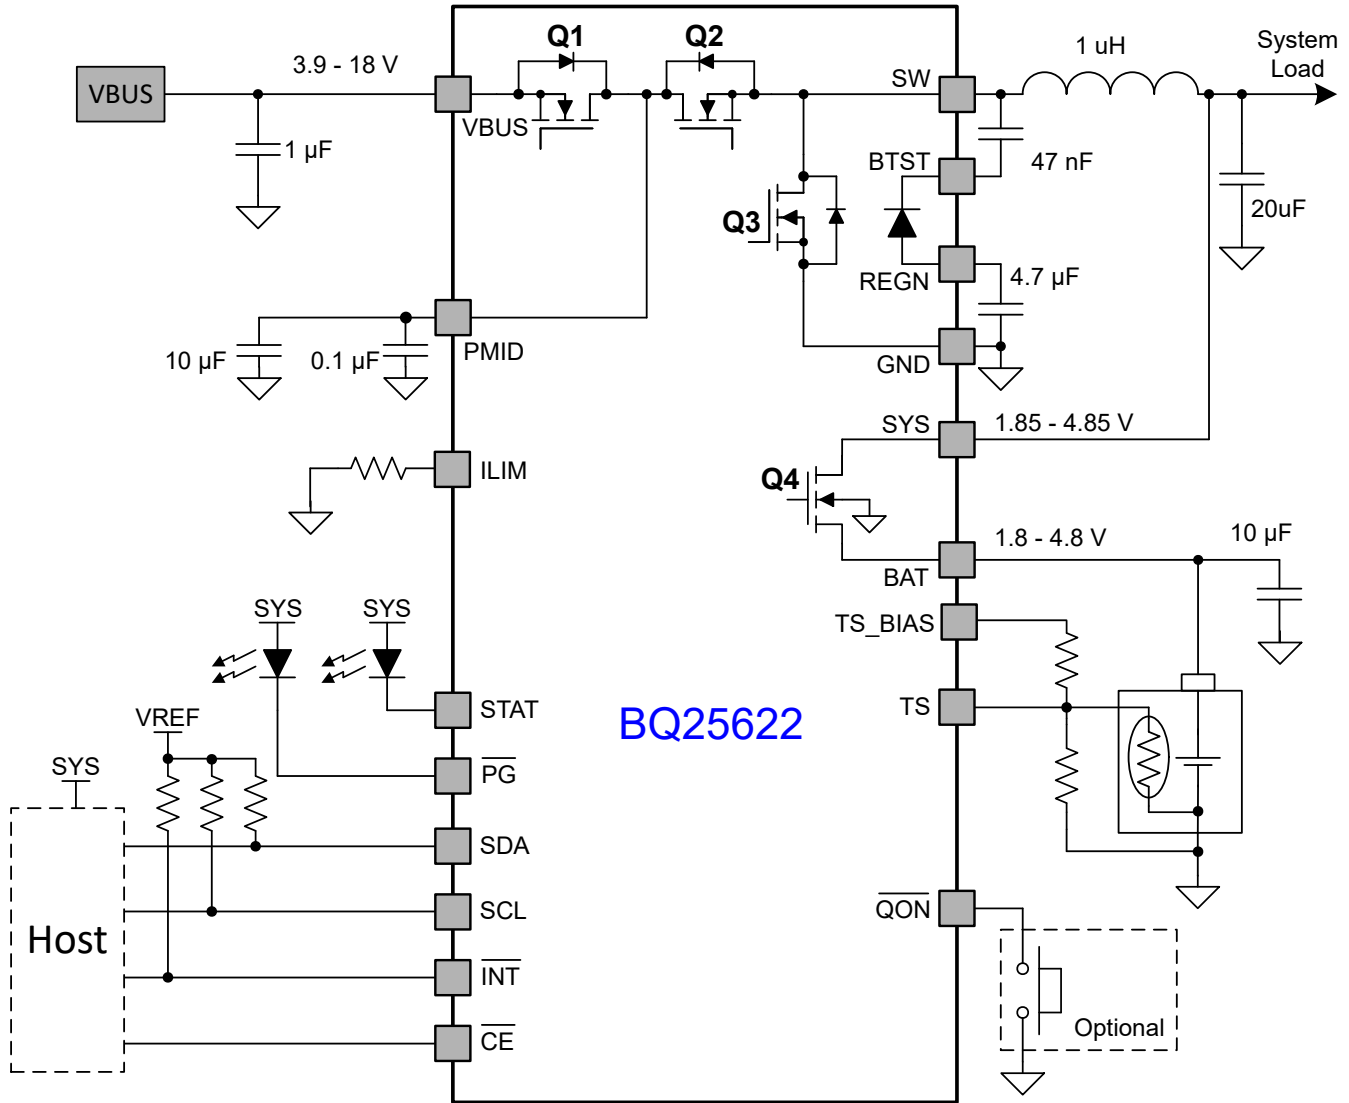 Q1
Q2
3.9 - 18 V
VBUS
VBUS
1 µF
SW
1 uH
System
Load
BTST
47 nF
20uF
Q3
REGN
4.7 µF
GND
PMID
10 µF
0.1 µF
SYS
1.85 - 4.85 V
ILIM
Q4
BAT
1.8 - 4.8 V
10 µF
TS_BIAS
SYS
SYS
STAT
TS
BQ25622
VREF
PG
SYS
SDA
SCL
QON
Host
INT
Optional
CE